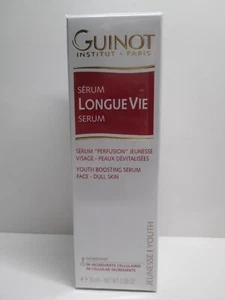 GUINOT
INSTITUT • PARIS
SÉRUM
LONGUE VIE
SERUM
SÉRUM "PERFUSION" JEUNESSE
VISAGE - PEAUX DÉVITALISÉES
YOUTH BOOSTING SERUM
FACE - DULL SKIN
JEUNESSE | YOUTH